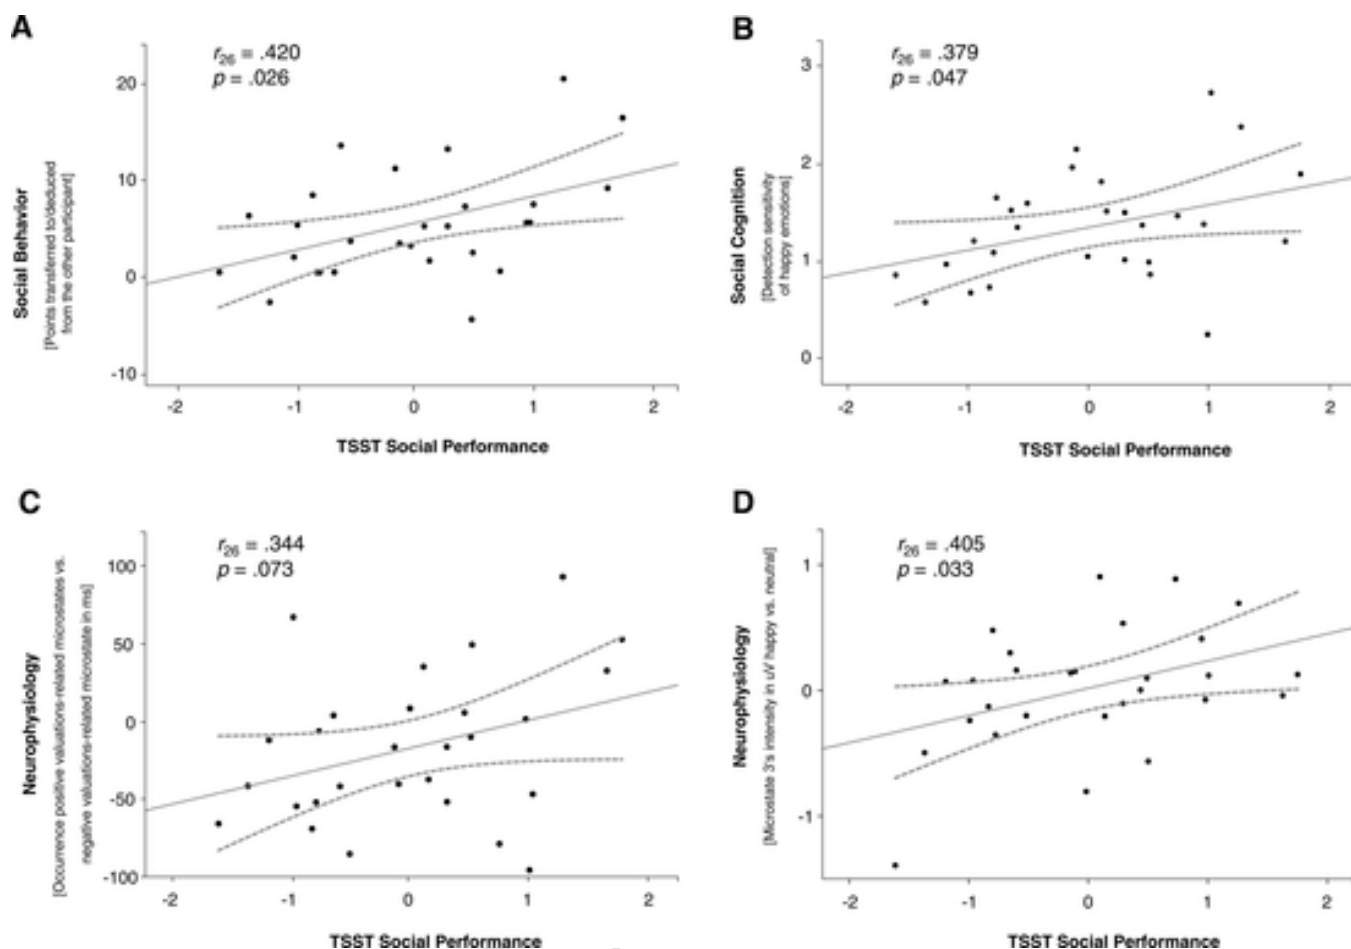 A
r26 = .420
p = .026
20
10
0
-10
Social Behavior
[Points transferred to/deduced
from the other participant]
-2 -1 0 1 2
TSST Social Performance
B
r26 = .379
p = .047
3
2
1
0
Social Cognition
[Detection sensitivity
of happy emotions]
-2 -1 0 1 2
TSST Social Performance
C
r26 = .344
p = .073
100
50
0
-50
-100
Neurophysiology
[Occurrence positive valuations-related microstates vs.
negative valuations-related microstate in ms]
-2 -1 0 1 2
TSST Social Performance
D
r26 = .405
p = .033
1
0
-1
Neurophysiology
[Microstate 3's intensity in uV happy vs. neutral]
-2 -1 0 1 2
TSST Social Performance